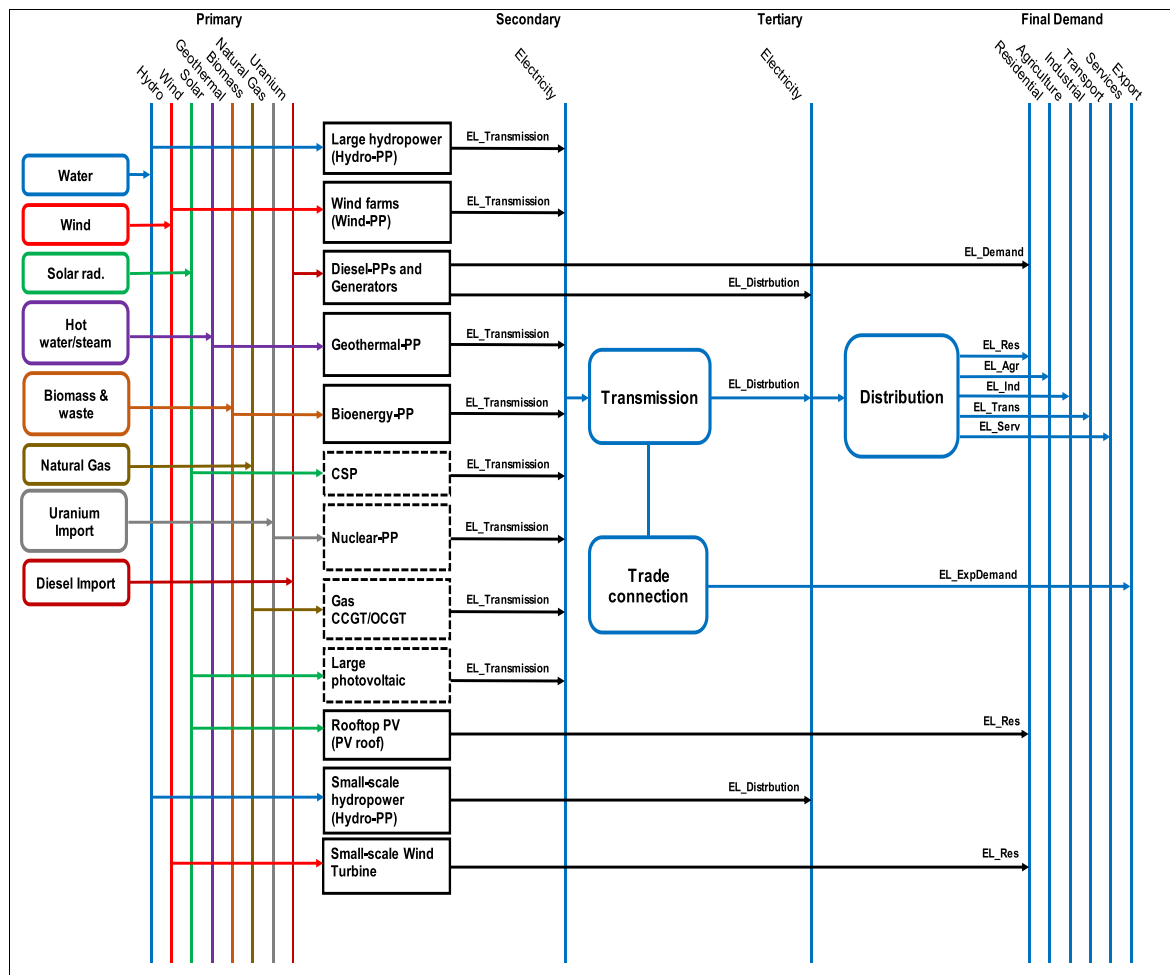 Primary
Secondary
Tertiary
Final Demand
Hydro
Wind
Solar
Geothermal
Biomass
Natural Gas
Uranium
Electricity
Electricity
Residential
Agriculture
Industrial
Transport
Services
Export
Water
Wind
Solar rad.
Hot
water/steam
Biomass &
waste
Natural Gas
Uranium
Import
Diesel Import
Large hydropower
(Hydro-PP)
EL_Transmission
Wind farms
(Wind-PP)
EL_Transmission
Diesel-PPs and
Generators
EL_Demand
EL_Distrbution
Geothermal-PP
EL_Transmission
Bioenergy-PP
EL_Transmission
CSP
EL_Transmission
Nuclear-PP
EL_Transmission
Gas
CCGT/OCGT
EL_Transmission
Large
photovoltaic
EL_Transmission
Rooftop PV
(PV roof)
EL_Res
Small-scale
hydropower
(Hydro-PP)
EL_Distrbution
Small-scale Wind
Turbine
EL_Res
Transmission
EL_Distrbution
Distribution
EL_Res
EL_Agr
EL_Ind
EL_Trans
EL_Serv
Trade
connection
EL_ExpDemand